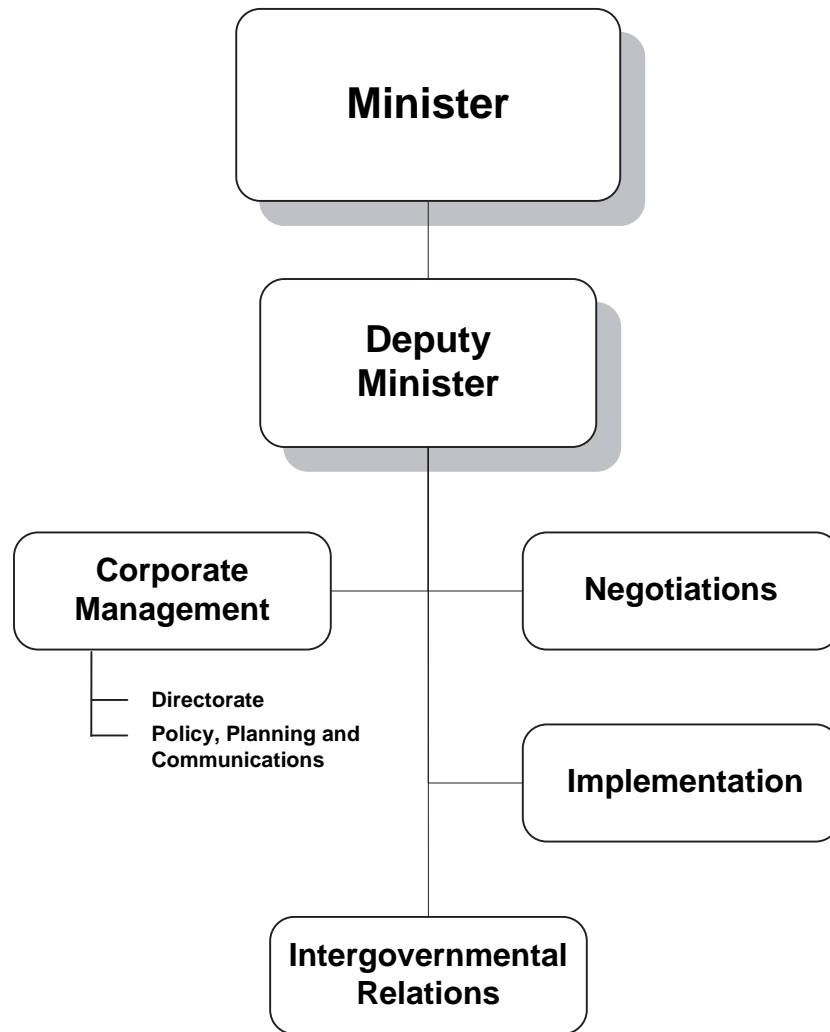 Minister
Deputy
Minister
Corporate
Management
Negotiations
Directorate
Policy, Planning and
Communications
Implementation
Intergovernmental
Relations